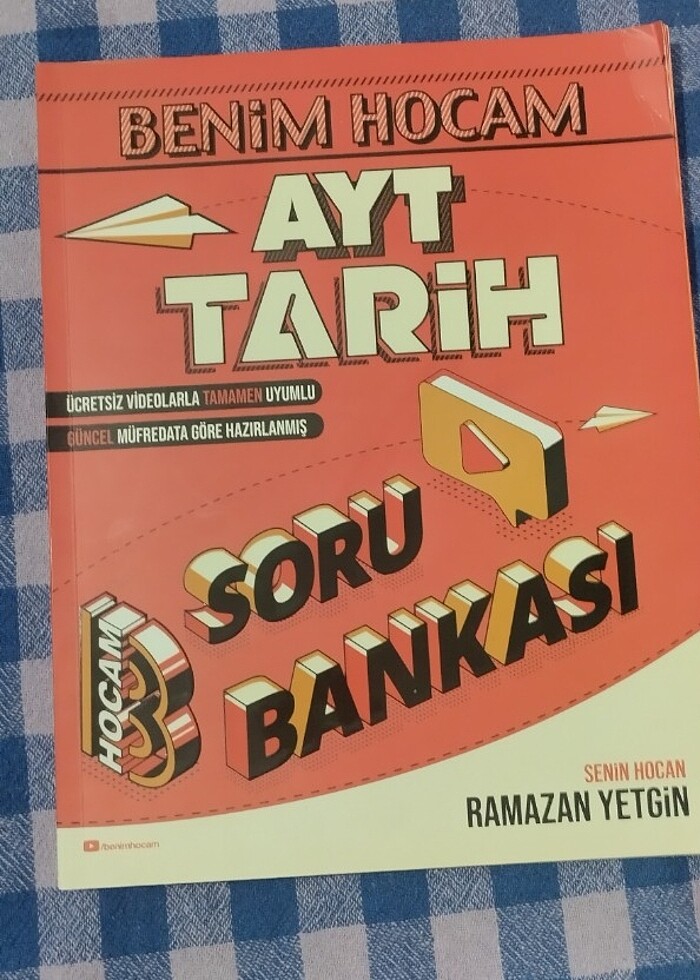 BENİM HOCAM
AYT
TARİH
ÜCRETSİZ VİDEOLARLA TAMAMEN UYUMLU
GÜNCEL MÜFREDATA GÖRE HAZIRLANMIŞ
SORU
BANKASI
HOCAM
SENİN HOCAN
RAMAZAN YETGİN
/benimhocam